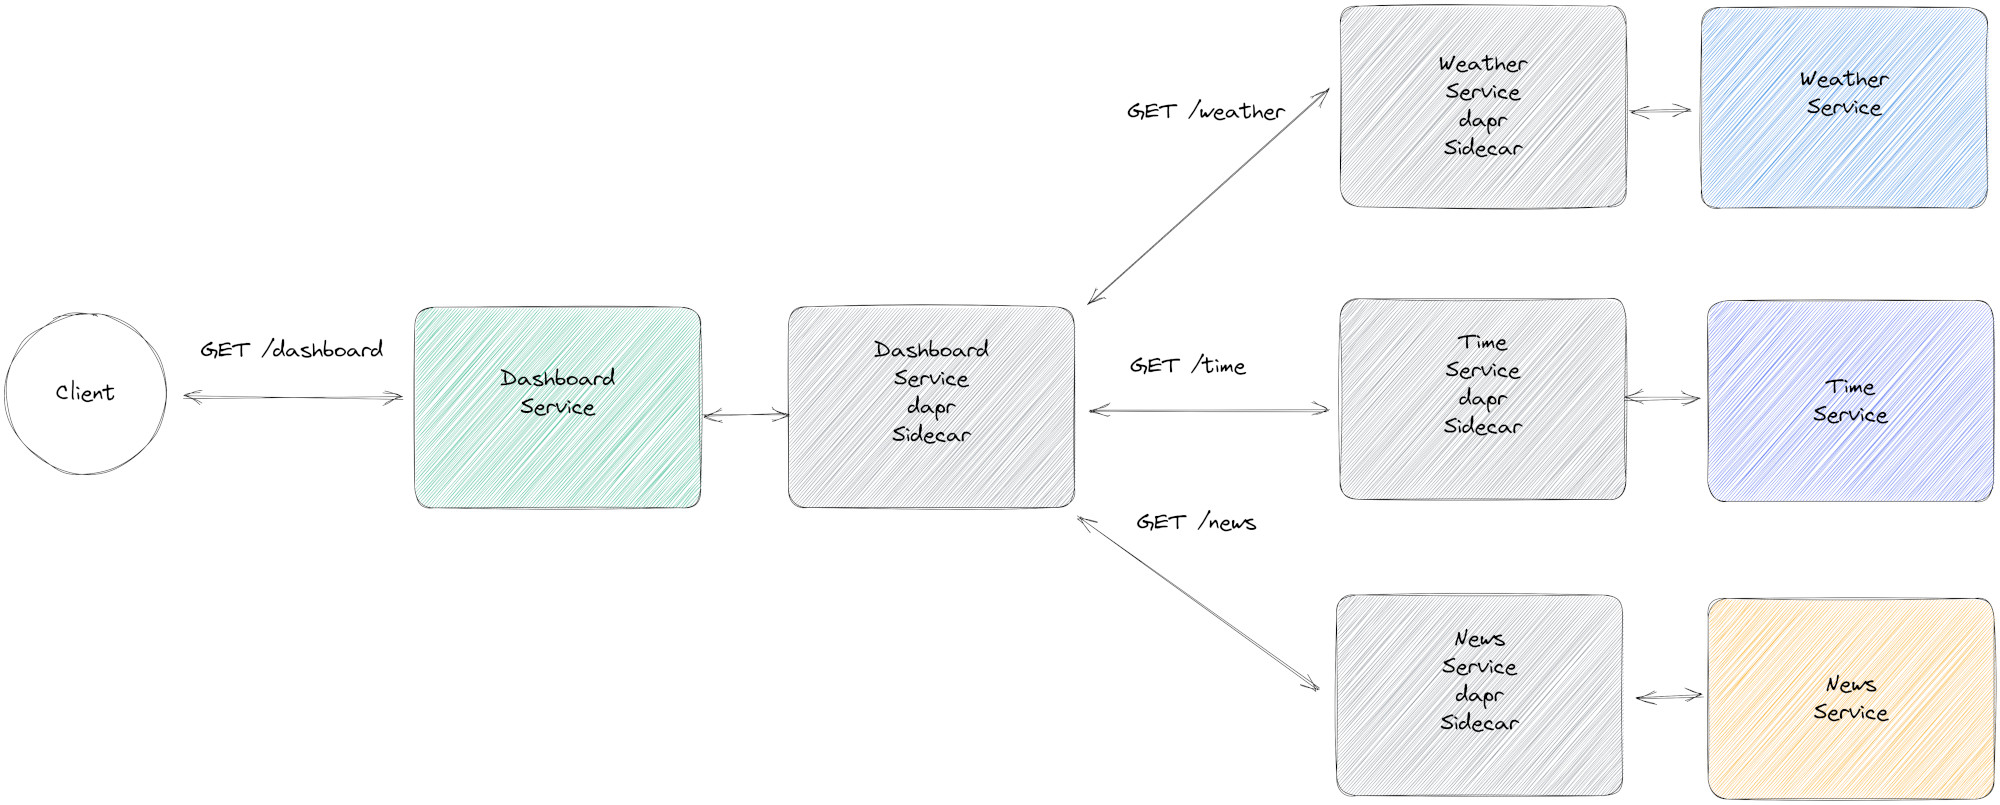 Client
GET /dashboard
Dashboard
Service
Dashboard
Service
dapr
Sidecar
GET /weather
Weather
Service
dapr
Sidecar
Weather
Service
GET /time
Time
Service
dapr
Sidecar
Time
Service
GET /news
News
Service
dapr
Sidecar
News
Service